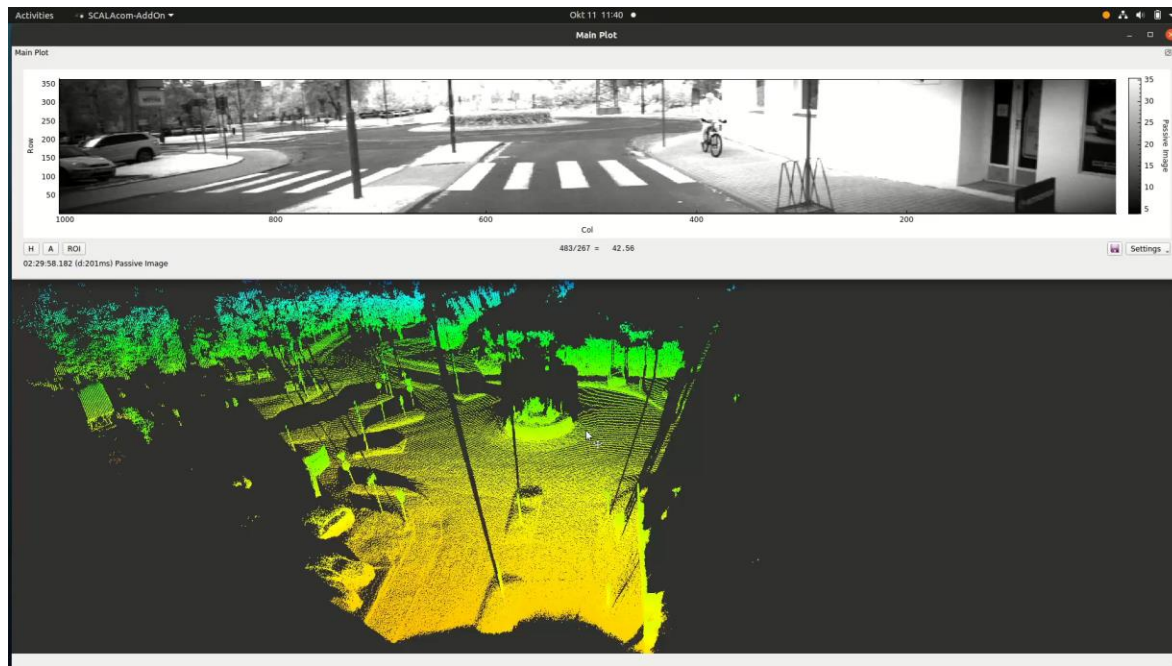 Activities SCALAcom-AddOn Okt 11 11:40
Main Plot
Main Plot
350
300
250
200
150
100
50
Row
1000 800 600 400 200
Col
35
30
25
20
15
10
5
Passive Image
H A ROI 483/267 = 42.56 Settings
02:29:58.182 (d:201ms) Passive Image